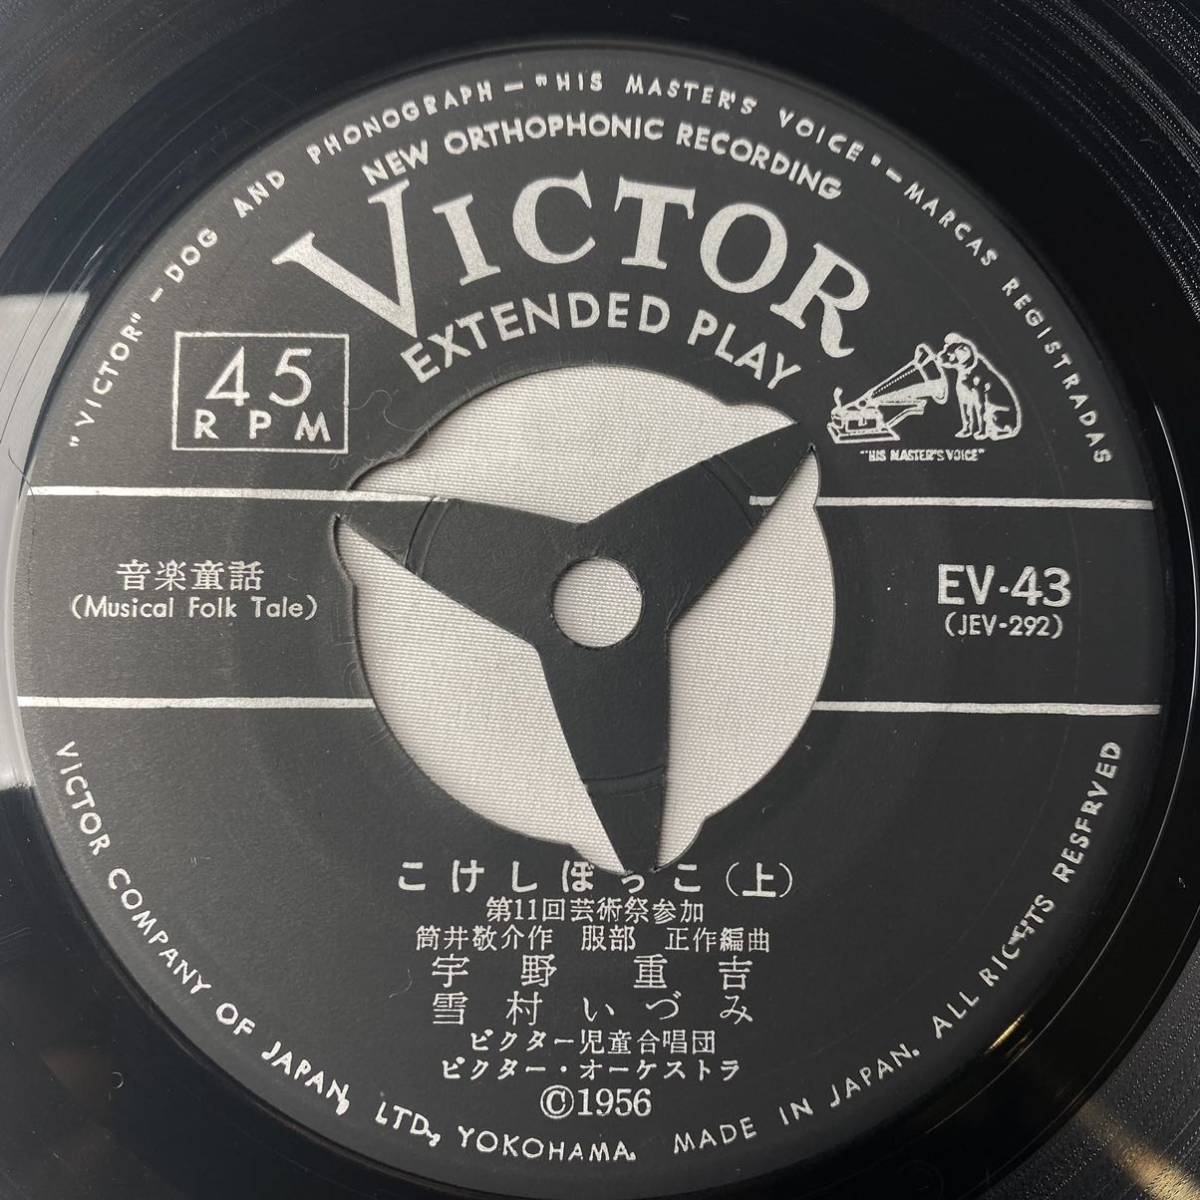 "VICTOR"–DOG AND PHONOGRAPH–"HIS MASTER'S VOICE"–MARCAS REGISTRADAS
NEW ORTHOPHONIC RECORDING
VICTOR
EXTENDED PLAY
45
RPM
"HIS MASTER'S VOICE"
音楽童話
(Musical Folk Tale)
EV-43
(JEV-292)
こけしぼっこ(上)
第11回芸術祭参加
筒井敬介作 服部 正作編曲
宇野重吉
雪村いづみ
ビクター児童合唱団
ビクター・オーケストラ
©1956
VICTOR COMPANY OF JAPAN, LTD., YOKOHAMA. MADE IN JAPAN. ALL RIGHTS RESERVED